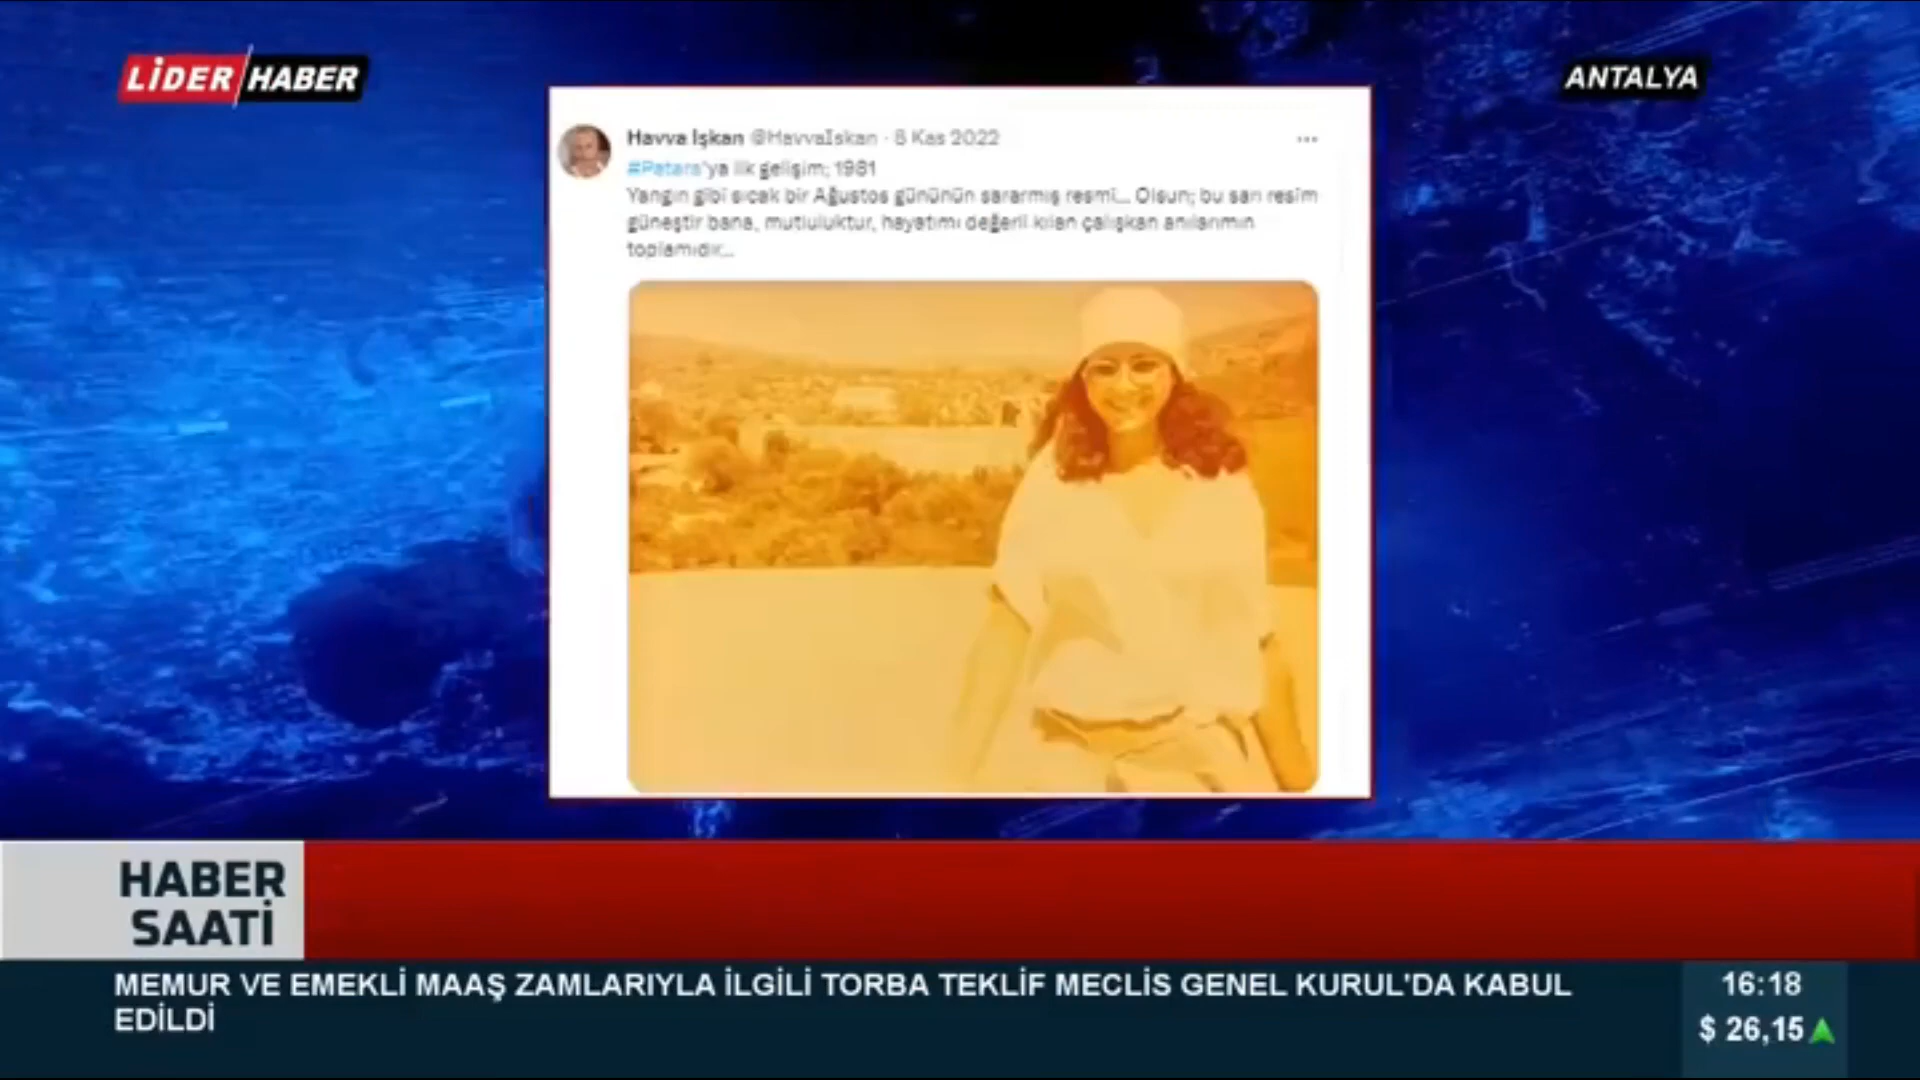 LİDER HABER
ANTALYA
Havva İşkan @HavvaIskan · 8 Kas 2022
#Patara'ya ilk gelişim; 1981
Yangın gibi sıcak bir Ağustos gününün sararmış resmi... Olsun; bu sarı resim
güneştir bana, mutluluktur, hayatımı değerli kılan çalışkan anılarımın
toplamıdır...
HABER
SAATİ
MEMUR VE EMEKLİ MAAŞ ZAMLARIYLA İLGİLİ TORBA TEKLİF MECLİS GENEL KURUL'DA KABUL
EDİLDİ
16:18
$ 26,15